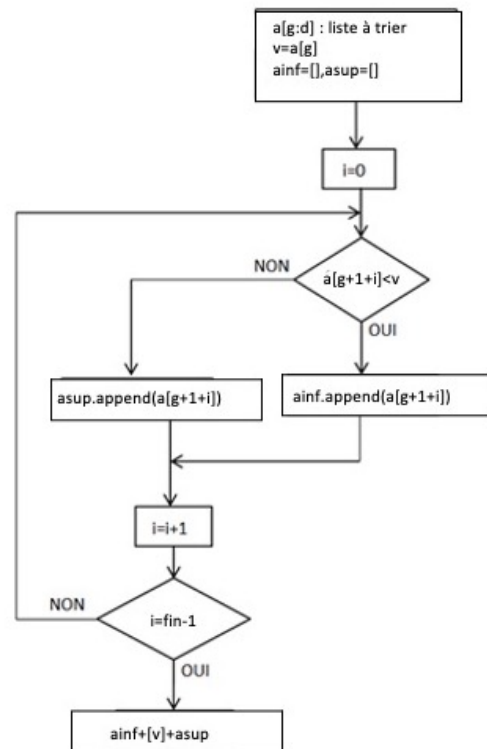 a[g:d] : liste à trier
v=a[g]
ainf=[],asup=[]
i=0
NON
a[g+1+i]<v
OUI
asup.append(a[g+1+i])
ainf.append(a[g+1+i])
i=i+1
NON
i=fin-1
OUI
ainf+[v]+asup